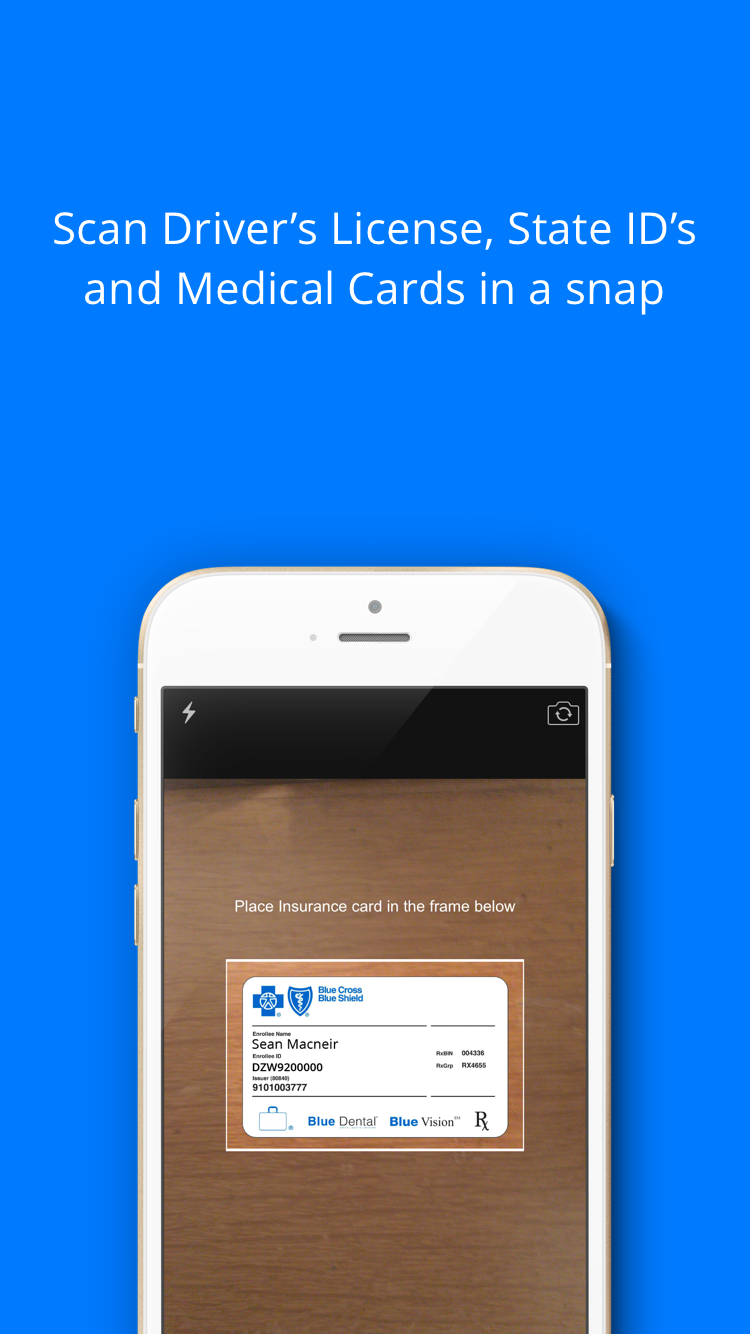 Scan Driver’s License, State ID’s
and Medical Cards in a snap
Place Insurance card in the frame below
Blue Cross
Blue Shield
Enrollee Name
Sean Macneir
Enrollee ID
DZW9200000
Issuer (80840)
9101003777
RxBIN 004336
RxGrp RX4655
Blue Dental
Blue Vision℠
℞